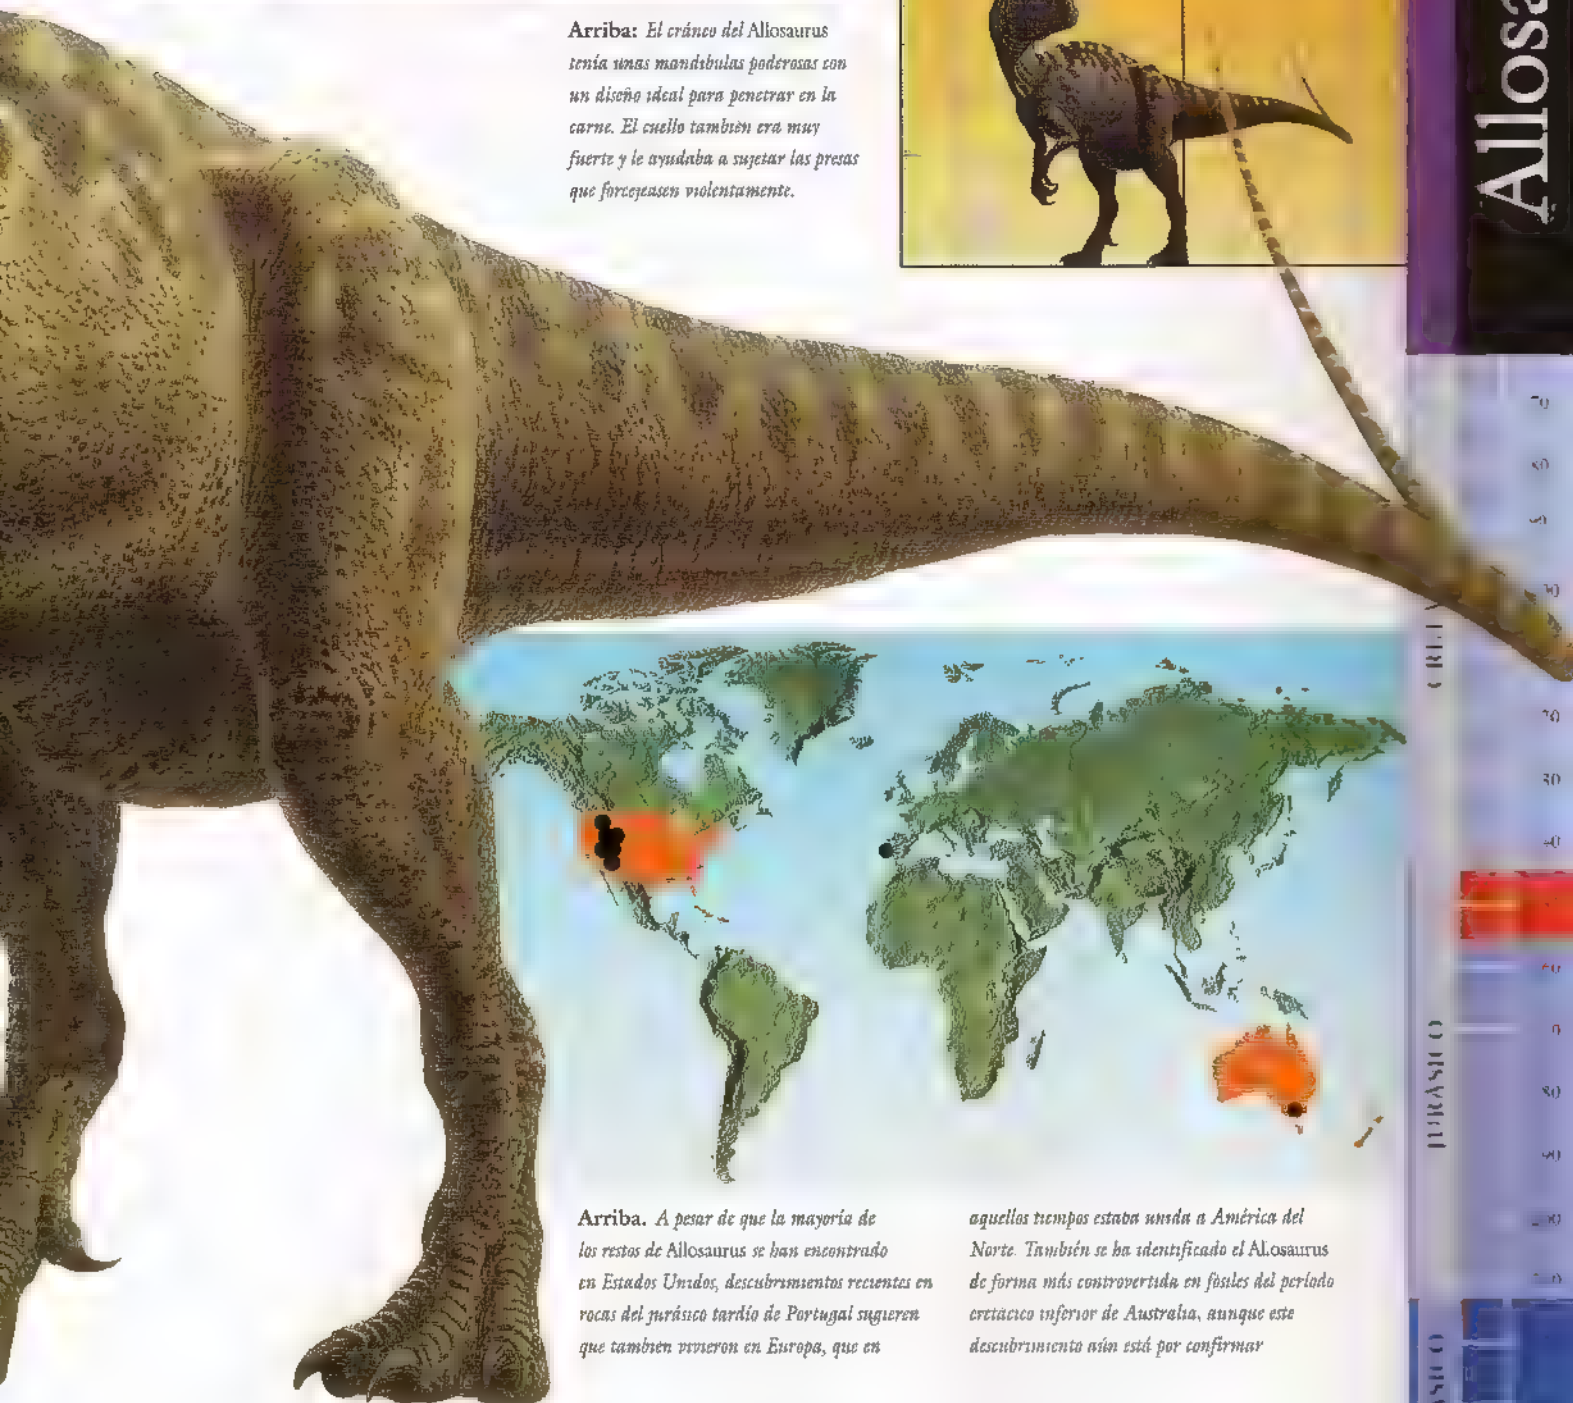 Arriba: El cráneo del Allosaurus
tenía unas mandíbulas poderosas con
un diseño ideal para penetrar en la
carne. El cuello también era muy
fuerte y le ayudaba a sujetar las presas
que forcejeasen violentamente.
Allosa
JURÁSICO
Arriba. A pesar de que la mayoría de
los restos de Allosaurus se han encontrado
en Estados Unidos, descubrimientos recientes en
rocas del jurásico tardío de Portugal sugieren
que también vivieron en Europa, que en
aquellos tiempos estaba unida a América del
Norte. También se ha identificado el Allosaurus
de forma más controvertida en fósiles del período
cretácico inferior de Australia, aunque este
descubrimiento aún está por confirmar